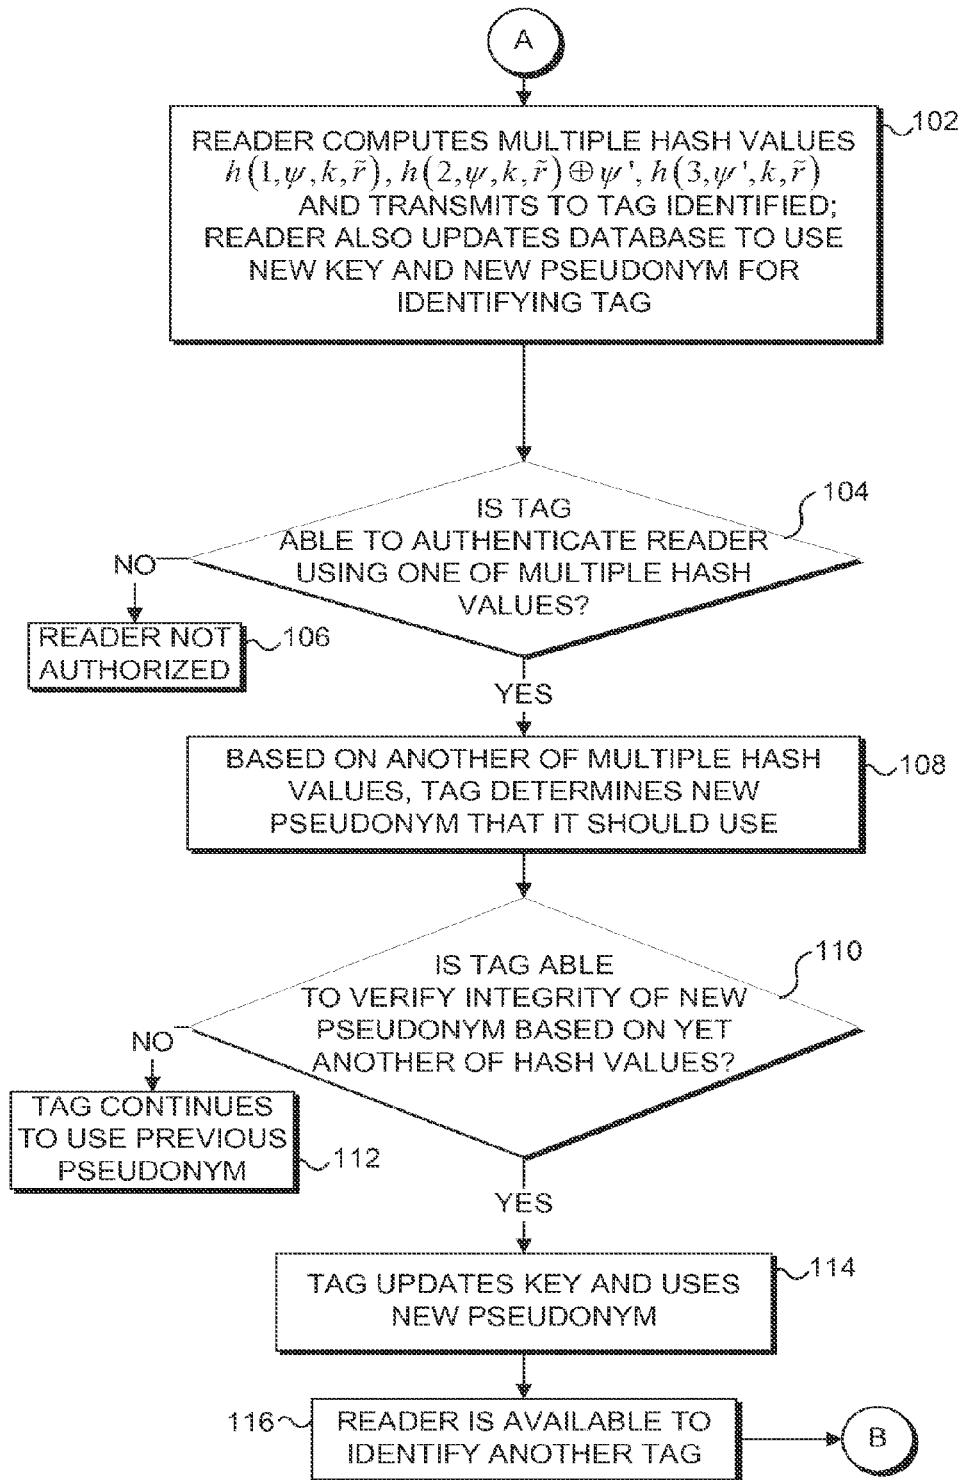 A
READER COMPUTES MULTIPLE HASH VALUES
h(1,ψ,k,r̃), h(2,ψ,k,r̃)⊕ψ', h(3,ψ',k,r̃)
AND TRANSMITS TO TAG IDENTIFIED;
READER ALSO UPDATES DATABASE TO USE
NEW KEY AND NEW PSEUDONYM FOR
IDENTIFYING TAG
102
IS TAG
ABLE TO AUTHENTICATE READER
USING ONE OF MULTIPLE HASH
VALUES?
104
NO
READER NOT
AUTHORIZED
106
YES
BASED ON ANOTHER OF MULTIPLE HASH
VALUES, TAG DETERMINES NEW
PSEUDONYM THAT IT SHOULD USE
108
IS TAG ABLE
TO VERIFY INTEGRITY OF NEW
PSEUDONYM BASED ON YET
ANOTHER OF HASH VALUES?
110
NO
TAG CONTINUES
TO USE PREVIOUS
PSEUDONYM
112
YES
TAG UPDATES KEY AND USES
NEW PSEUDONYM
114
116
READER IS AVAILABLE TO
IDENTIFY ANOTHER TAG
B